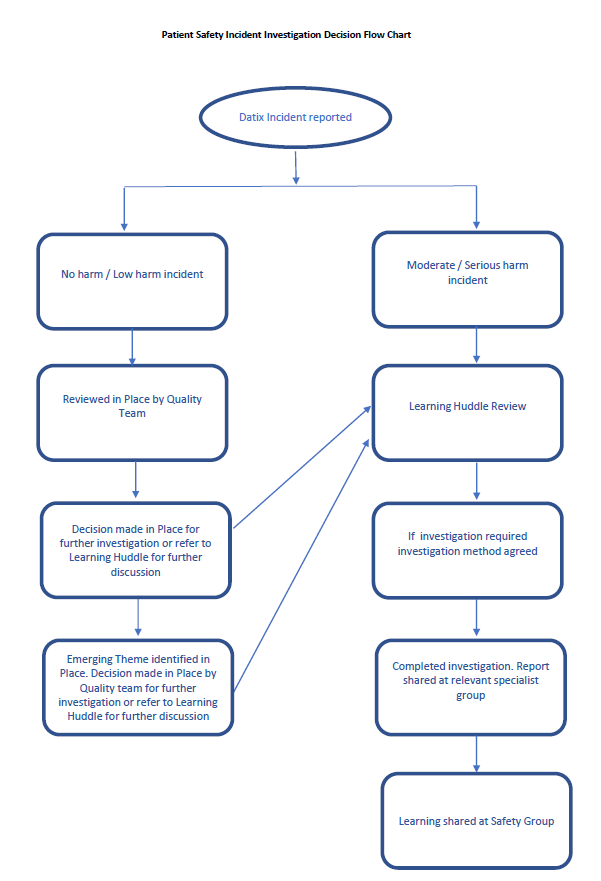 Patient Safety Incident Investigation Decision Flow Chart
Datix Incident reported
No harm / Low harm incident
Moderate / Serious harm
incident
Reviewed in Place by Quality
Team
Learning Huddle Review
Decision made in Place for
further investigation or refer to
Learning Huddle for further
discussion
If  investigation required
investigation method agreed
Emerging Theme identified in
Place. Decision made in Place by
Quality team for further
investigation or refer to Learning
Huddle for further discussion
Completed investigation. Report
shared at relevant specialist
group
Learning shared at Safety Group